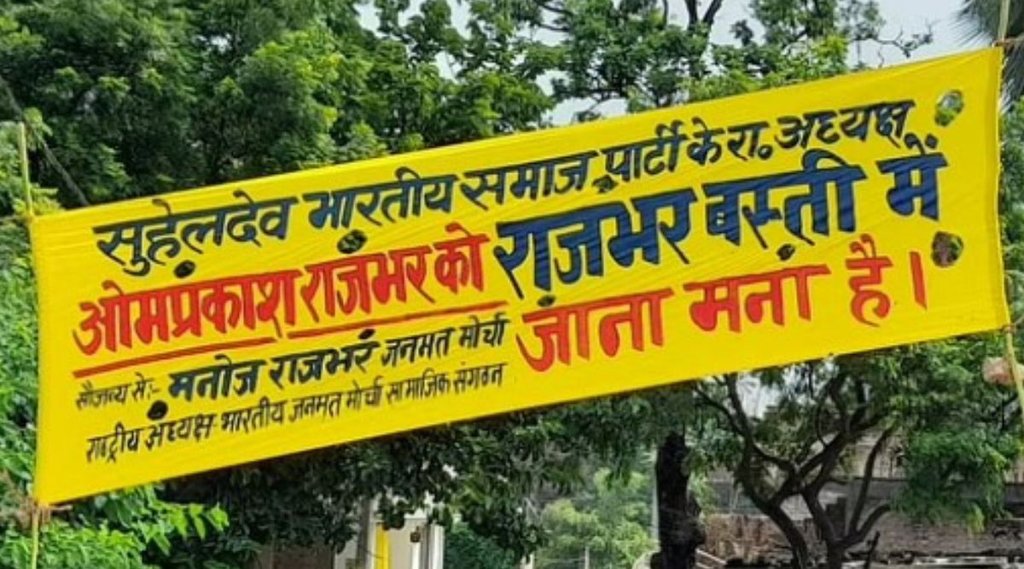 सुहेलदेव भारतीय समाज पार्टी के रा॰ अध्यक्ष
ओमप्रकाश राजभर को राजभर बस्ती में
जाना मना है।
सौजन्य से:- मनोज राजभर जनमत मोर्चा
राष्ट्रीय अध्यक्ष भारतीय जनमत मोर्चा सामाजिक संगठन